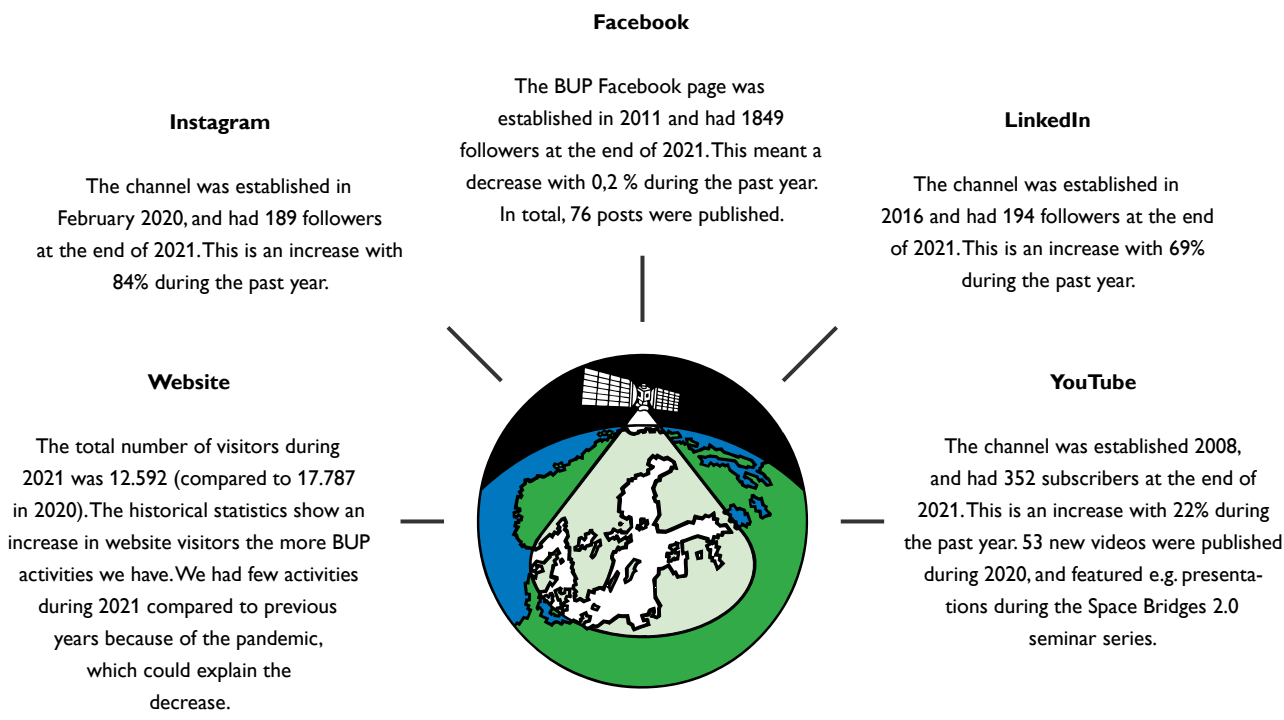 Facebook
The BUP Facebook page was
established in 2011 and had 1849
followers at the end of 2021. This meant a
decrease with 0,2 % during the past year.
In total, 76 posts were published.
Instagram
The channel was established in
February 2020, and had 189 followers
at the end of 2021. This is an increase with
84% during the past year.
LinkedIn
The channel was established in
2016 and had 194 followers at the end
of 2021. This is an increase with 69%
during the past year.
Website
The total number of visitors during
2021 was 12.592 (compared to 17.787
in 2020). The historical statistics show an
increase in website visitors the more BUP
activities we have. We had few activities
during 2021 compared to previous
years because of the pandemic,
which could explain the
decrease.
YouTube
The channel was established 2008,
and had 352 subscribers at the end of
2021. This is an increase with 22% during
the past year. 53 new videos were published
during 2020, and featured e.g. presenta-
tions during the Space Bridges 2.0
seminar series.